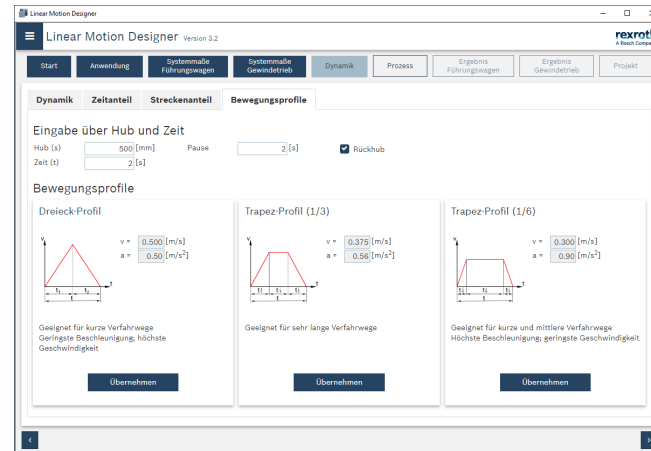 Linear Motion Designer
Linear Motion Designer Version 3.2
rexroth
A Bosch Company
Start
Anwendung
Systemmaße
Führungswagen
Systemmaße
Gewindetrieb
Dynamik
Prozess
Ergebnis
Führungswagen
Ergebnis
Gewindetrieb
Projekt
Dynamik Zeitanteil Streckenanteil Bewegungsprofile
Eingabe über Hub und Zeit
Hub (s) 500 [mm] Pause 2 [s] Rückhub
Zeit (t) 2 [s]
Bewegungsprofile
Dreieck-Profil
v = 0.500 [m/s]
a = 0.50 [m/s²]
v
t
t₁ t₂
t
Geeignet für kurze Verfahrwege
Geringste Beschleunigung; höchste
Geschwindigkeit
Übernehmen
Trapez-Profil (1/3)
v = 0.375 [m/s]
a = 0.56 [m/s²]
v
t
t
Geeignet für sehr lange Verfahrwege
Übernehmen
Trapez-Profil (1/6)
v = 0.300 [m/s]
a = 0.90 [m/s²]
v
t
t
Geeignet für kurze und mittlere Verfahrwege
Höchste Beschleunigung; geringste Geschwindigkeit
Übernehmen